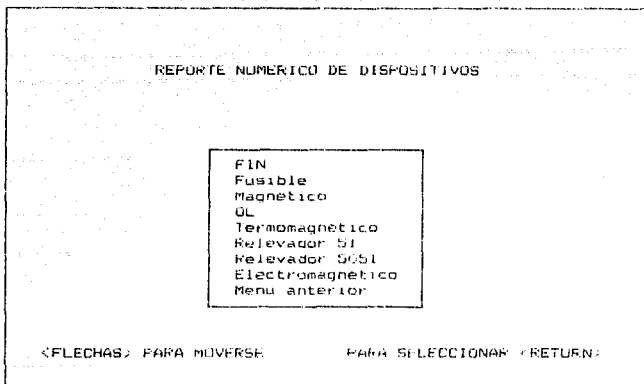 REPORTE NUMERICO DE DISPOSITIVOS
FIN
Fusible
Magnetico
OL
Termomagnetico
Relevador 51
Relevador 5051
Electromagnetico
Menu anterior
<FLECHAS> PARA MOVERSE PARA SELECCIONAR <RETURN>